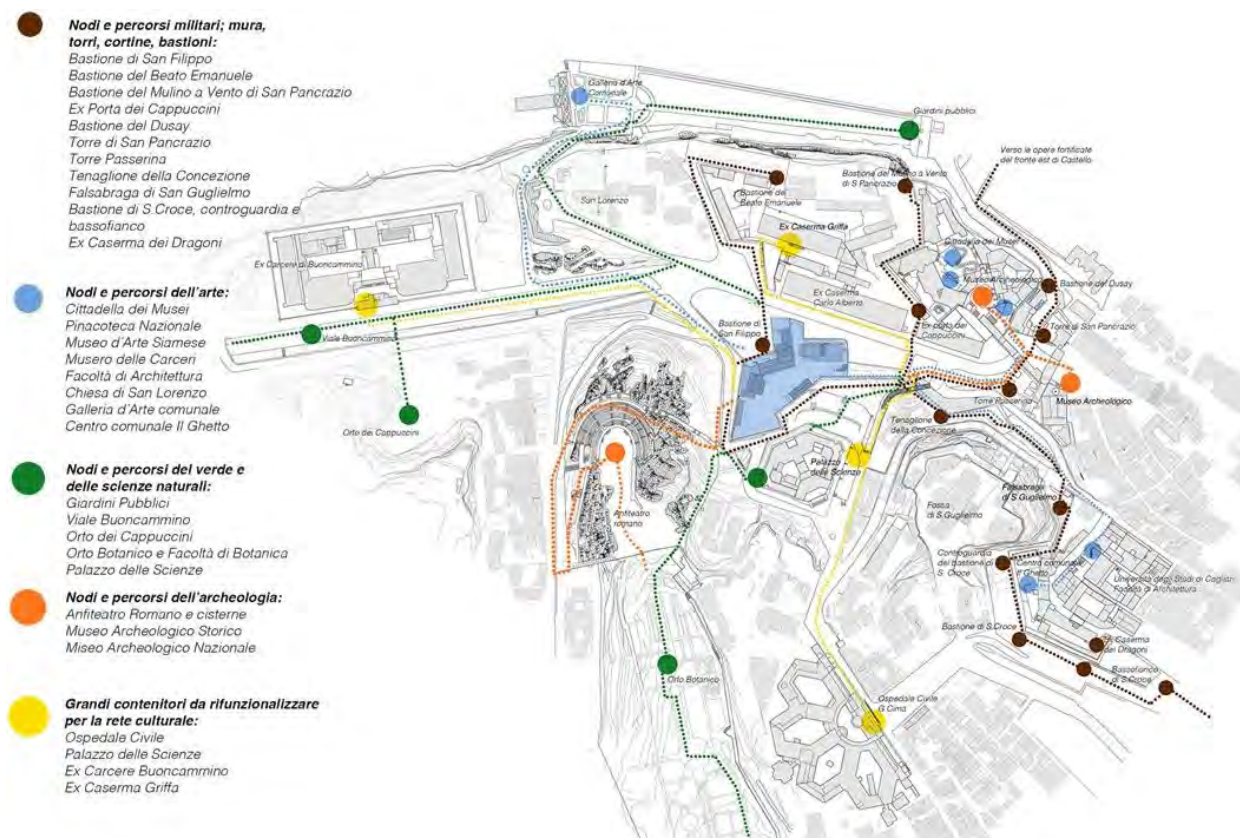 Nodi e percorsi militari; mura,
torri, cortine, bastioni:
Bastione di San Filippo
Bastione del Beato Emanuele
Bastione del Mulino a Vento di San Pancrazio
Ex Porta dei Cappuccini
Bastione del Dusay
Torre di San Pancrazio
Torre Passerina
Tenaglione della Concezione
Falsabraga di San Guglielmo
Bastione di S.Croce, controguardia e
bassofianco
Ex Caserma dei Dragoni
Nodi e percorsi dell'arte:
Cittadella dei Musei
Pinacoteca Nazionale
Museo d'Arte Siamese
Musero delle Carceri
Facoltà di Architettura
Chiesa di San Lorenzo
Galleria d'Arte comunale
Centro comunale Il Ghetto
Nodi e percorsi del verde e
delle scienze naturali:
Giardini Pubblici
Viale Buoncammino
Orto dei Cappuccini
Orto Botanico e Facoltà di Botanica
Palazzo delle Scienze
Nodi e percorsi dell'archeologia:
Anfiteatro Romano e cisterne
Museo Archeologico Storico
Miseo Archeologico Nazionale
Grandi contenitori da rifunzionalizzare
per la rete culturale:
Ospedale Civile
Palazzo delle Scienze
Ex Carcere Buoncammino
Ex Caserma Griffa
Galleria d'Arte
Comunale
Giardini pubblici
Verso le opere fortificate
del fronte est di Castello
Bastione del Mulino a Vento
di S Pancrazio
Bastione del
Beato Emanuele
San Lorenzo
Ex Caserma Griffa
Cittadella dei Musei
Ex Carcere di Buoncammino
Museo Archeologico
Bastione del Dusay
Ex Caserma
Carlo Alberto
Bastione di
San Filippo
Ex porta dei
Cappuccini
Torre di San Pancrazio
Viale Buoncammino
Torre Passerina
Museo Archeologico
Orto dei Cappuccini
Tenaglione
della Concezione
Palazzo
delle Scienze
Falsabraga
di S.Guglielmo
Anfiteatro
romano
Fossa
di S.Guglielmo
Controguardia
del bastione di
S. Croce
Centro comunale
Il Ghetto
Università degli Studi di Cagliari
Facoltà di Architettura
Bastione di S.Croce
Ex Caserma
dei Dragoni
Bassofianco
di S.Croce
Orto Botanico
Ospedale Civile
G.Cima